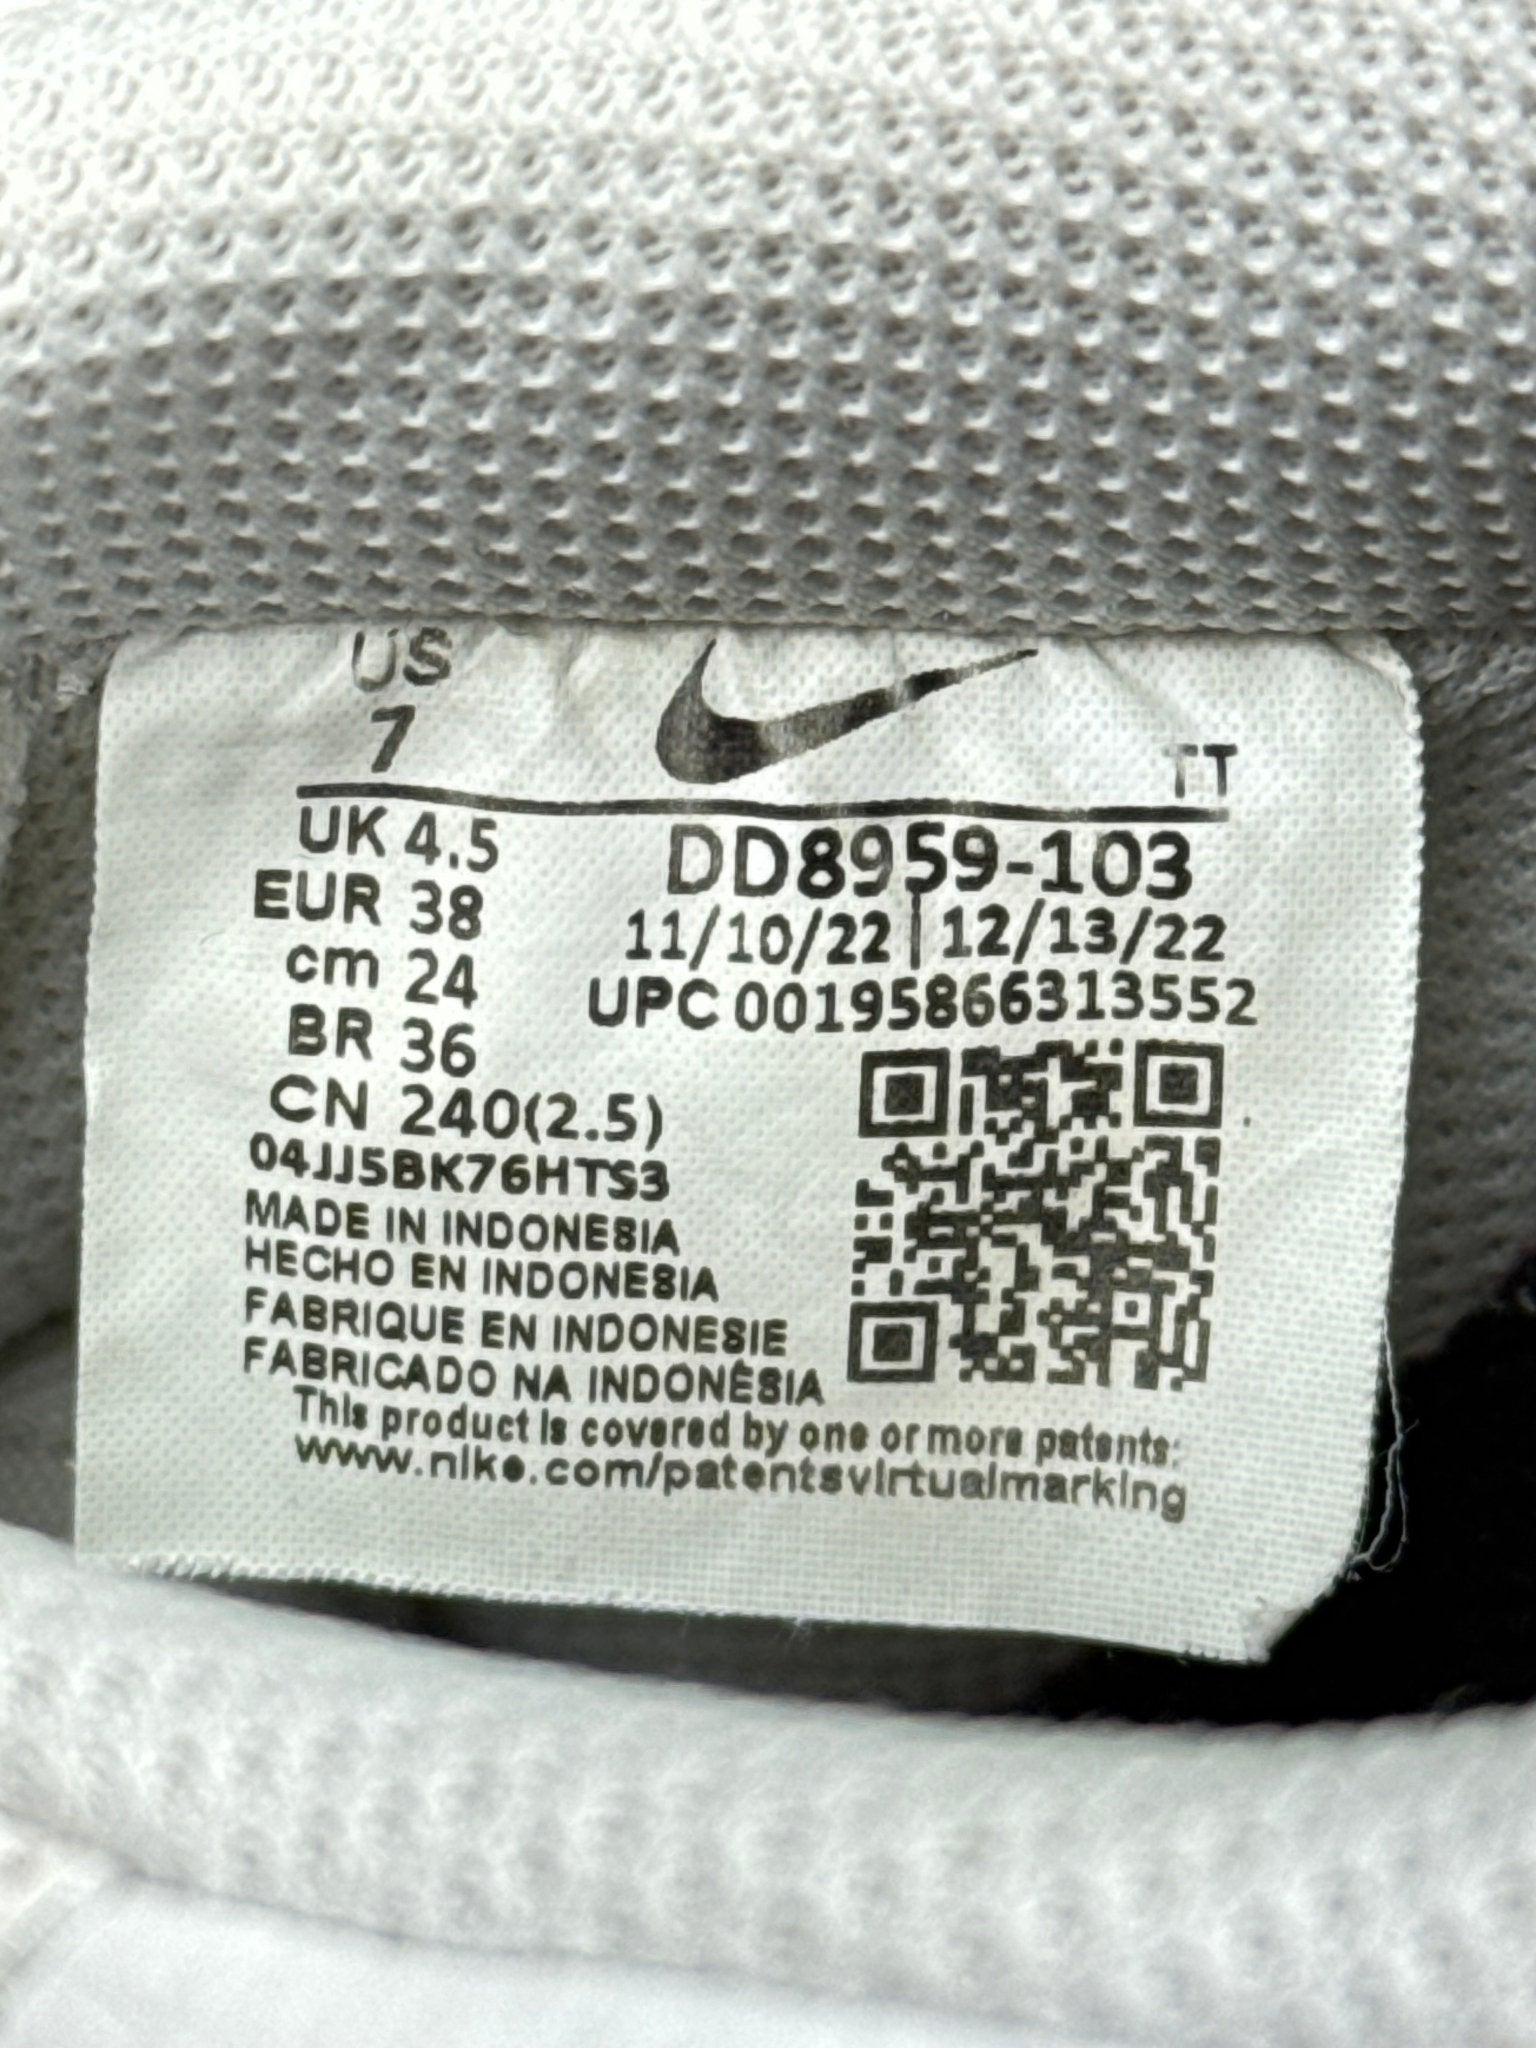 US
7
TT
UK 4.5
EUR 38
cm 24
BR 36
CN 240(2.5)
DD8959-103
11/10/22 | 12/13/22
UPC 00195866313552
04JJ5BK76HTS3
MADE IN INDONESIA
HECHO EN INDONESIA
FABRIQUE EN INDONESIE
FABRICADO NA INDONÉSIA
This product is covered by one or more patents:
www.nike.com/patentsvirtualmarking